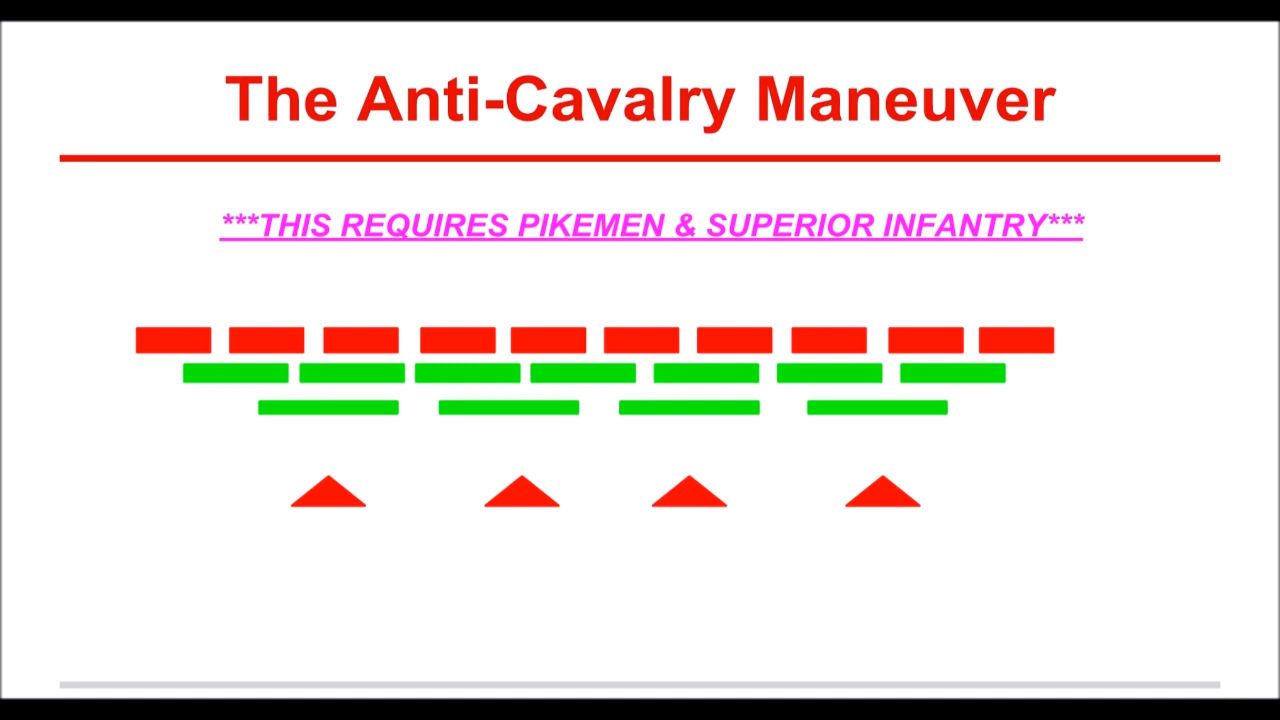 The Anti-Cavalry Maneuver
***THIS REQUIRES PIKEMEN & SUPERIOR INFANTRY***